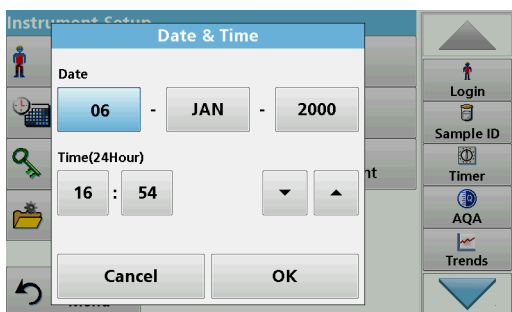 Instrument Setup
Date & Time
Date
06 - JAN - 2000
Time(24Hour)
16 : 54
Cancel OK
Menu
Login
Sample ID
Timer
AQA
Trends